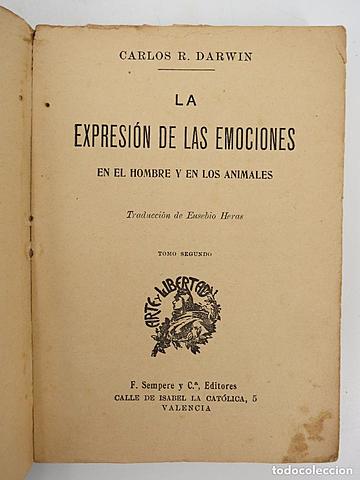 CARLOS R. DARWIN
LA
EXPRESIÓN DE LAS EMOCIONES
EN EL HOMBRE Y EN LOS ANIMALES
Traducción de Eusebio Heras
TOMO SEGUNDO
ARTE Y LIBERTAD
F. Sempere y C.ª, Editores
CALLE DE ISABEL LA CATÓLICA, 5
VALENCIA
todocoleccion.net